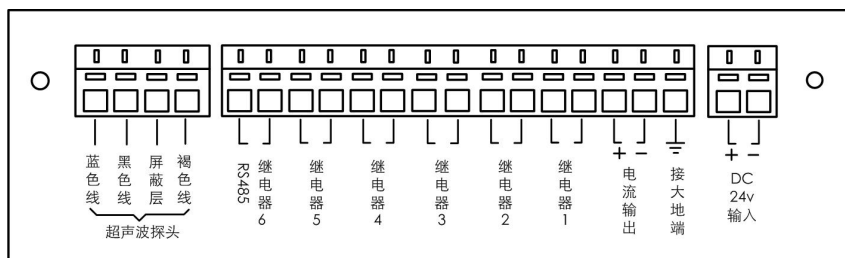 蓝色线
黑色线
屏蔽层
褐色线
超声波探头
RS485
继电器6
继电器5
继电器4
继电器3
继电器2
继电器1
+ −
电流输出
接大地端
+ −
DC
24v
输入